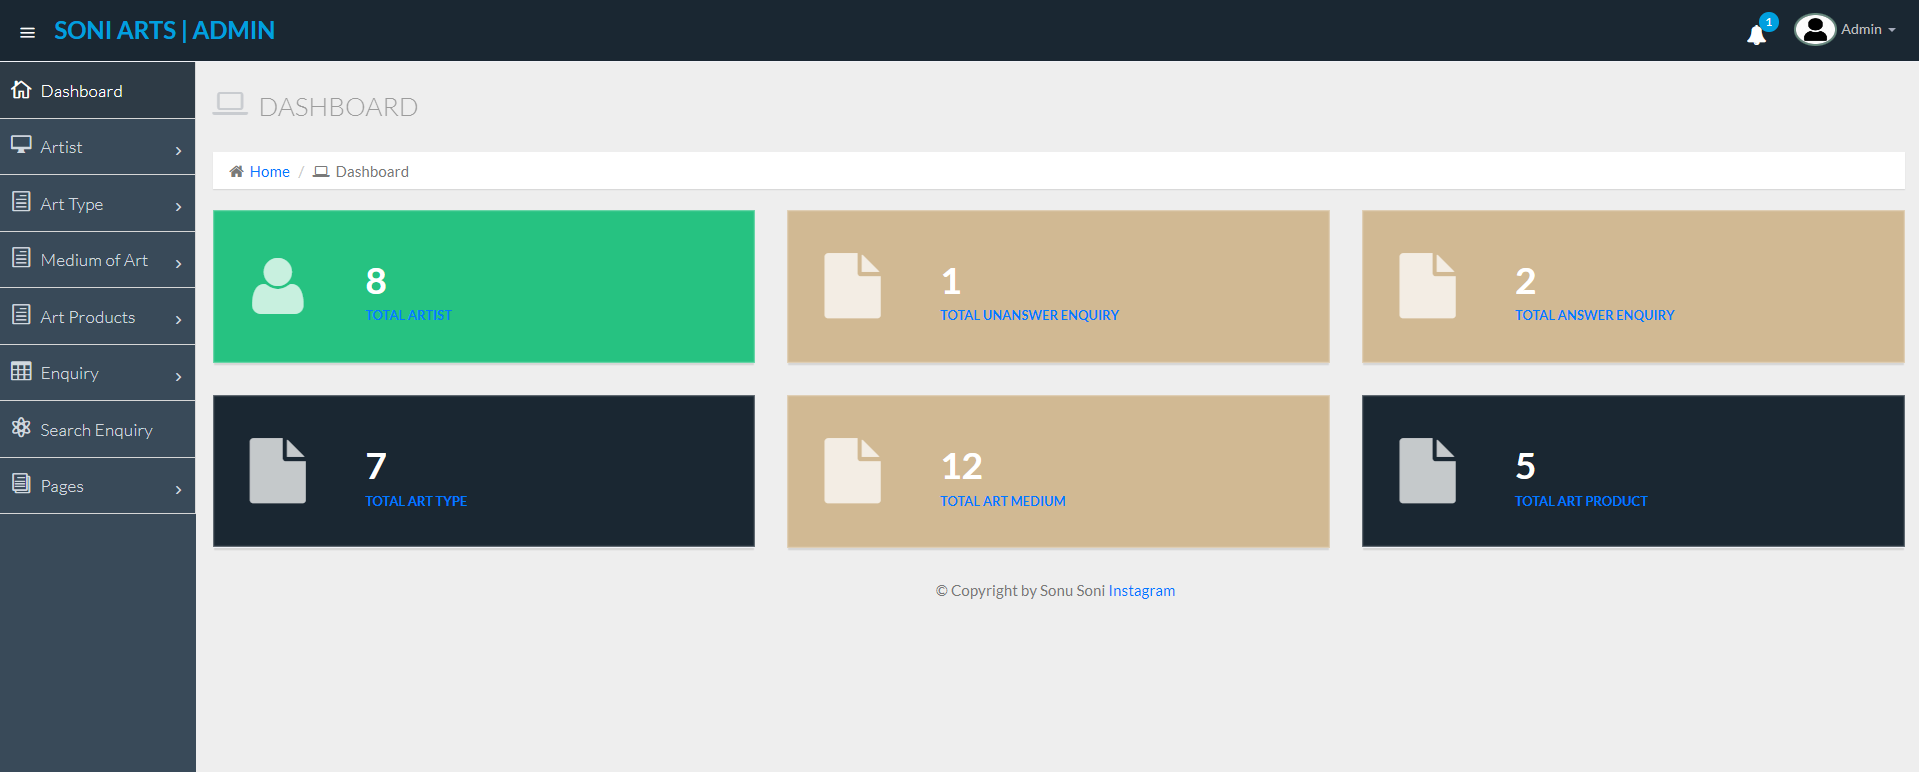 SONI ARTS | ADMIN
1
Admin
Dashboard
Artist
Art Type
Medium of Art
Art Products
Enquiry
Search Enquiry
Pages
DASHBOARD
Home / Dashboard
8
TOTAL ARTIST
1
TOTAL UNANSWER ENQUIRY
2
TOTAL ANSWER ENQUIRY
7
TOTAL ART TYPE
12
TOTAL ART MEDIUM
5
TOTAL ART PRODUCT
© Copyright by Sonu Soni Instagram